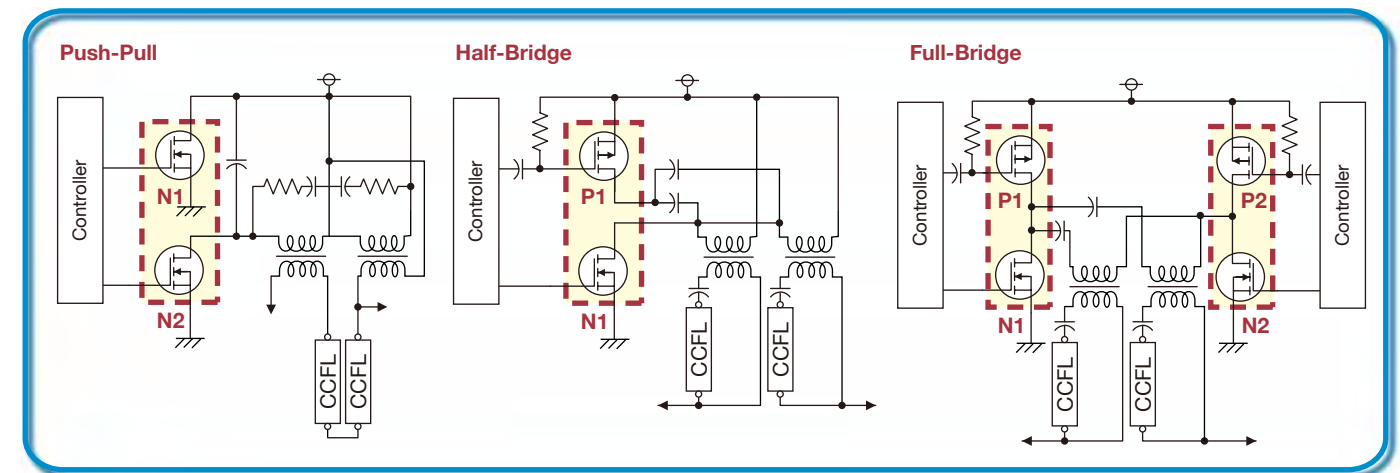 Push-Pull
Controller
N1
N2
CCFL
CCFL
Half-Bridge
Controller
P1
N1
CCFL
CCFL
Full-Bridge
Controller
P1
N1
CCFL
CCFL
P2
N2
Controller